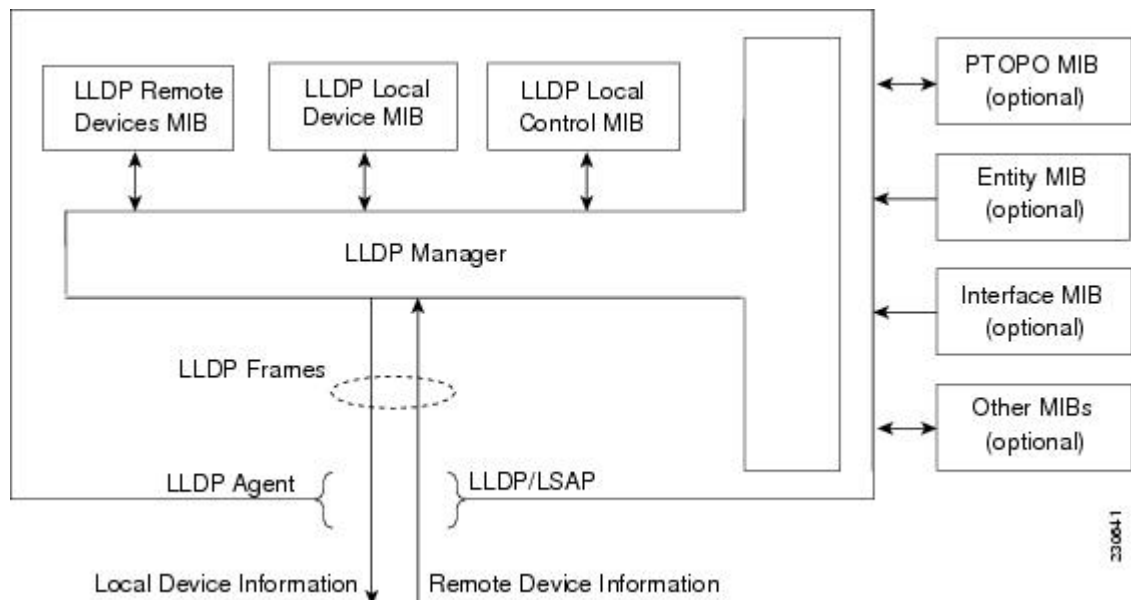 LLDP Remote
Devices MIB
LLDP Local
Device MIB
LLDP Local
Control MIB
PTOPO MIB
(optional)
Entity MIB
(optional)
LLDP Manager
Interface MIB
(optional)
LLDP Frames
Other MIBs
(optional)
LLDP Agent
LLDP/LSAP
230641
Local Device Information
Remote Device Information